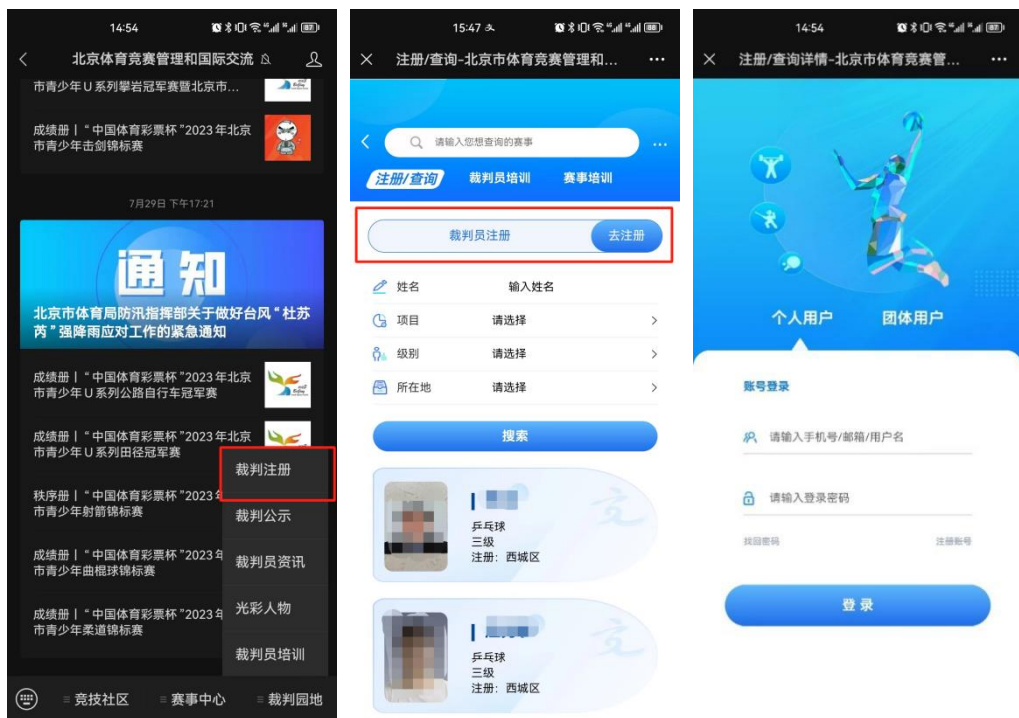 14:54
87
北京体育竞赛管理和国际交流
市青少年U系列攀岩冠军赛暨北京市...
成绩册丨“中国体育彩票杯”2023年北京
市青少年击剑锦标赛
7月29日 下午17:21
通知
北京市体育局防汛指挥部关于做好台风“杜苏
芮”强降雨应对工作的紧急通知
成绩册丨“中国体育彩票杯”2023年北京
市青少年U系列公路自行车冠军赛
成绩册丨“中国体育彩票杯”2023年北京
市青少年U系列田径冠军赛
秩序册丨“中国体育彩票杯”2023年
市青少年射箭锦标赛
成绩册丨“中国体育彩票杯”2023年
市青少年曲棍球锦标赛
成绩册丨“中国体育彩票杯”2023年
市青少年柔道锦标赛
裁判注册
裁判公示
裁判员资讯
光彩人物
裁判员培训
竞技社区
赛事中心
裁判园地
15:47
88
注册/查询-北京市体育竞赛管理和...
请输入您想查询的赛事
注册/查询
裁判员培训
赛事培训
裁判员注册
去注册
姓名
输入姓名
项目
请选择
级别
请选择
所在地
请选择
搜索
乒乓球
三级
注册：西城区
竞
乒乓球
三级
注册：西城区
竞
14:54
87
注册/查询详情-北京市体育竞赛管...
个人用户
团体用户
账号登录
请输入手机号/邮箱/用户名
请输入登录密码
找回密码
注册账号
登录